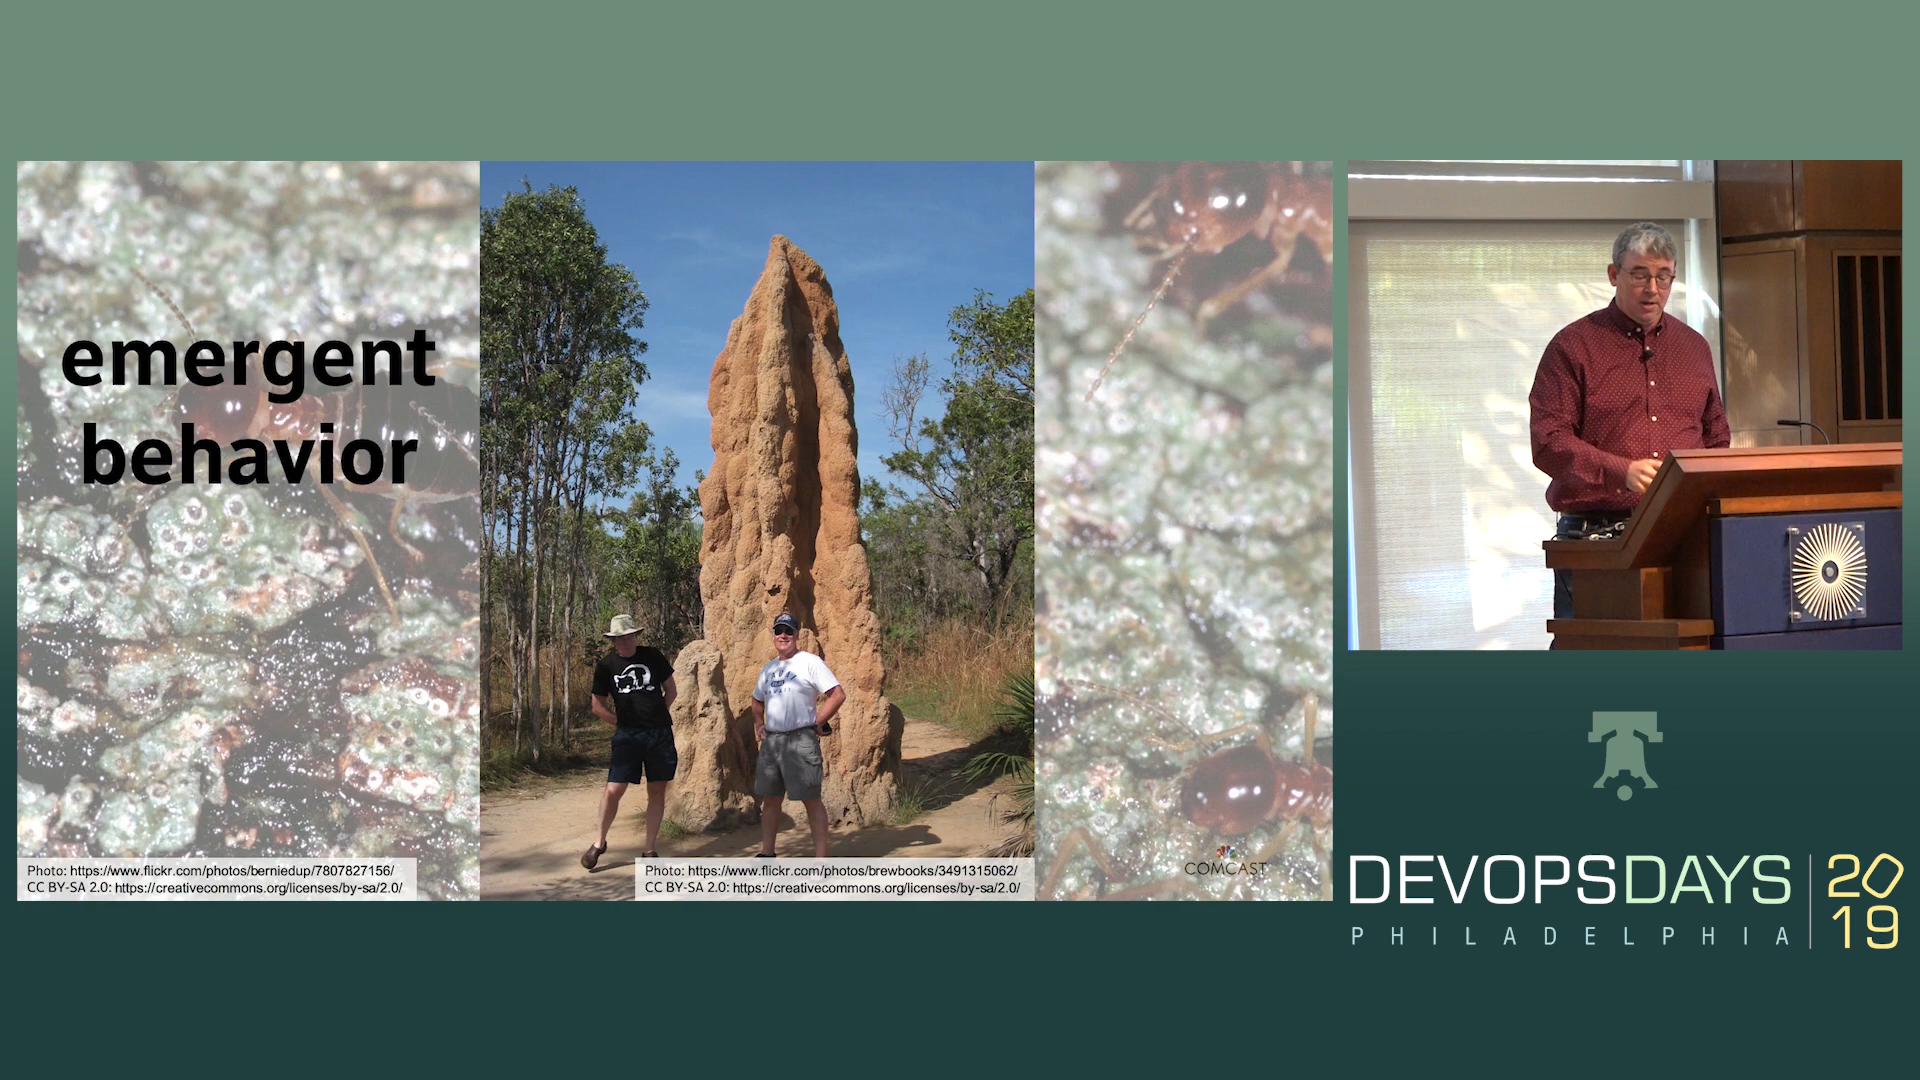 emergent
behavior
Photo: https://www.flickr.com/photos/berniedup/7807827156/
CC BY-SA 2.0: https://creativecommons.org/licenses/by-sa/2.0/
Photo: https://www.flickr.com/photos/brewbooks/3491315062/
CC BY-SA 2.0: https://creativecommons.org/licenses/by-sa/2.0/
COMCAST
DEVOPSDAYS
PHILADELPHIA
20
19